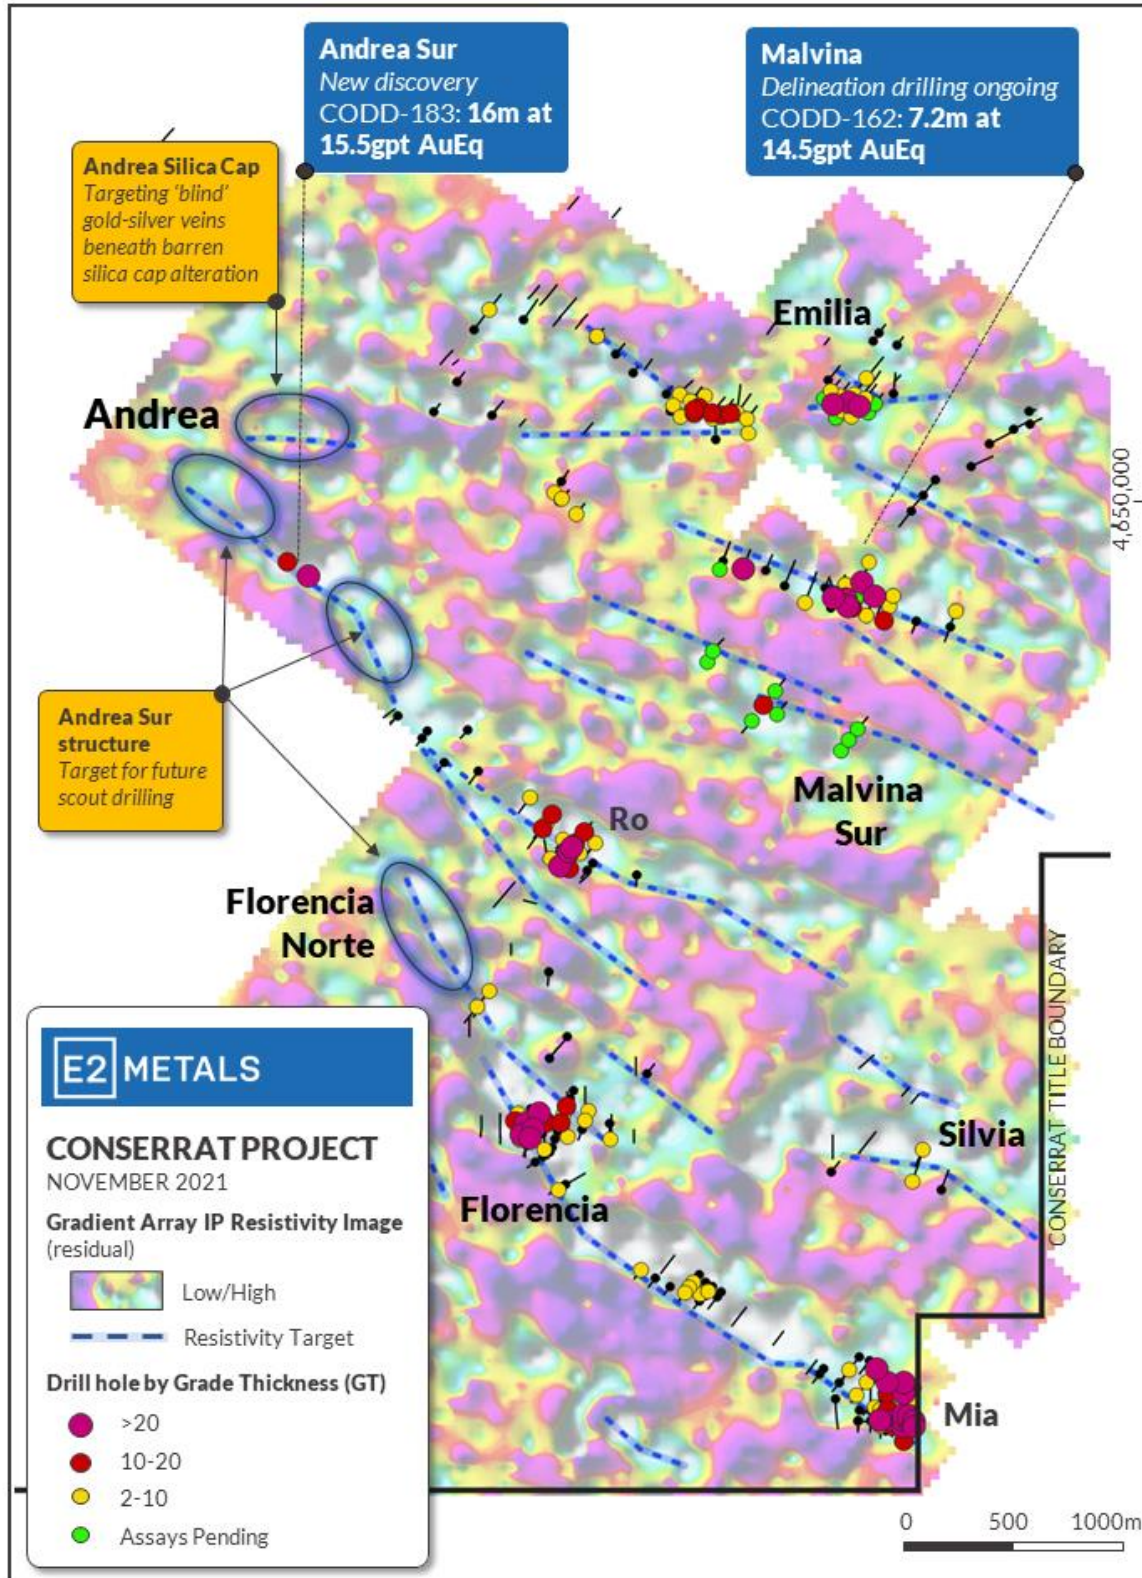 Andrea Sur
New discovery
CODD-183: 16m at
15.5gpt AuEq
Malvina
Delineation drilling ongoing
CODD-162: 7.2m at
14.5gpt AuEq
Andrea Silica Cap
Targeting ‘blind’
gold-silver veins
beneath barren
silica cap alteration
Emilia
Andrea
4,650,000
Andrea Sur
structure
Target for future
scout drilling
Malvina
Sur
Ro
Florencia
Norte
CONSERRAT TITLE BOUNDARY
Silvia
Florencia
Mia
E2 METALS
CONSERRAT PROJECT
NOVEMBER 2021
Gradient Array IP Resistivity Image
(residual)
Low/High
Resistivity Target
Drill hole by Grade Thickness (GT)
>20
10-20
2-10
Assays Pending
0 500 1000m